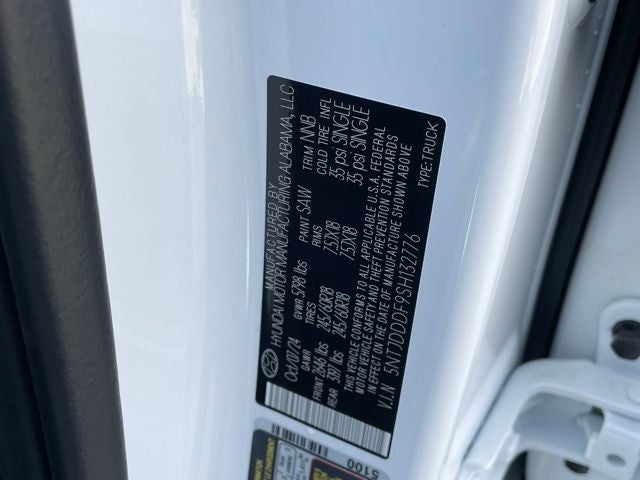 MANUFACTURED BY
HYUNDAI MOTOR MANUFACTURING ALABAMA, LLC
Oct/07/24 GVWR 5798 lbs PAINT SAW TRIM NNB
GAWR TIRES RIMS COLD TIRE INFL
FRONT 2646 lbs 245/60R18 7.5JX18 35 psi SINGLE
REAR 3197 lbs 245/60R18 7.5JX18 35 psi SINGLE
THIS VEHICLE CONFORMS TO ALL APPLICABLE U.S.A. FEDERAL
MOTOR VEHICLE SAFETY AND THEFT PREVENTION STANDARDS
IN EFFECT ON THE DATE OF MANUFACTURE SHOWN ABOVE
V.I.N 5NTJDDDF9SH132776 TYPE:TRUCK
5100